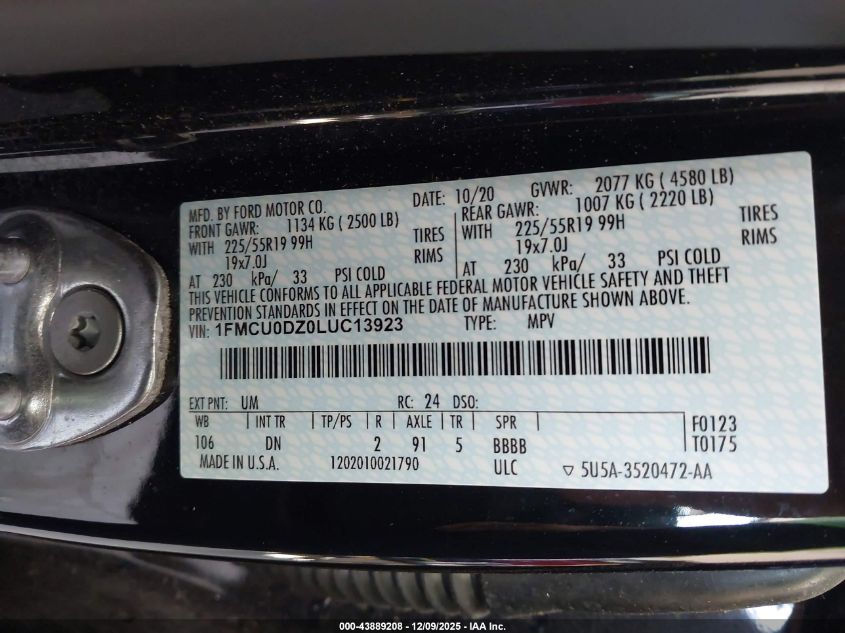 MFD. BY FORD MOTOR CO. DATE: 10/20 GVWR: 2077 KG ( 4580 LB)
FRONT GAWR: 1134 KG ( 2500 LB) REAR GAWR: 1007 KG ( 2220 LB)
WITH 225/55R19 99H TIRES WITH 225/55R19 99H TIRES
19x7.0J RIMS 19x7.0J RIMS
AT 230 kPa/ 33 PSI COLD AT 230 kPa/ 33 PSI COLD
THIS VEHICLE CONFORMS TO ALL APPLICABLE FEDERAL MOTOR VEHICLE SAFETY AND THEFT
PREVENTION STANDARDS IN EFFECT ON THE DATE OF MANUFACTURE SHOWN ABOVE.
VIN: 1FMCU0DZ0LUC13923 TYPE: MPV
EXT PNT: UM RC: 24 DSO:
WB INT TR TP/PS R AXLE TR SPR F0123
106 DN 2 91 5 BBBB T0175
MADE IN U.S.A. 1202010021790 ULC ▽ 5U5A-3520472-AA
000-43889208 - 12/09/2025 - IAA Inc.